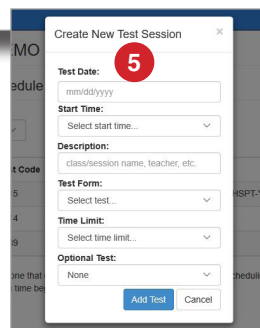 Create New Test Session ×
MO
5
Test Date:
mm/dd/yyyy
edule
Start Time:
Select start time...
Description:
class/session name, teacher, etc.
t Code
Test Form:
5
Select test...
HSPT-
4
Time Limit:
Select time limit...
9
Optional Test:
None
one that
time be
Add Test
Cancel